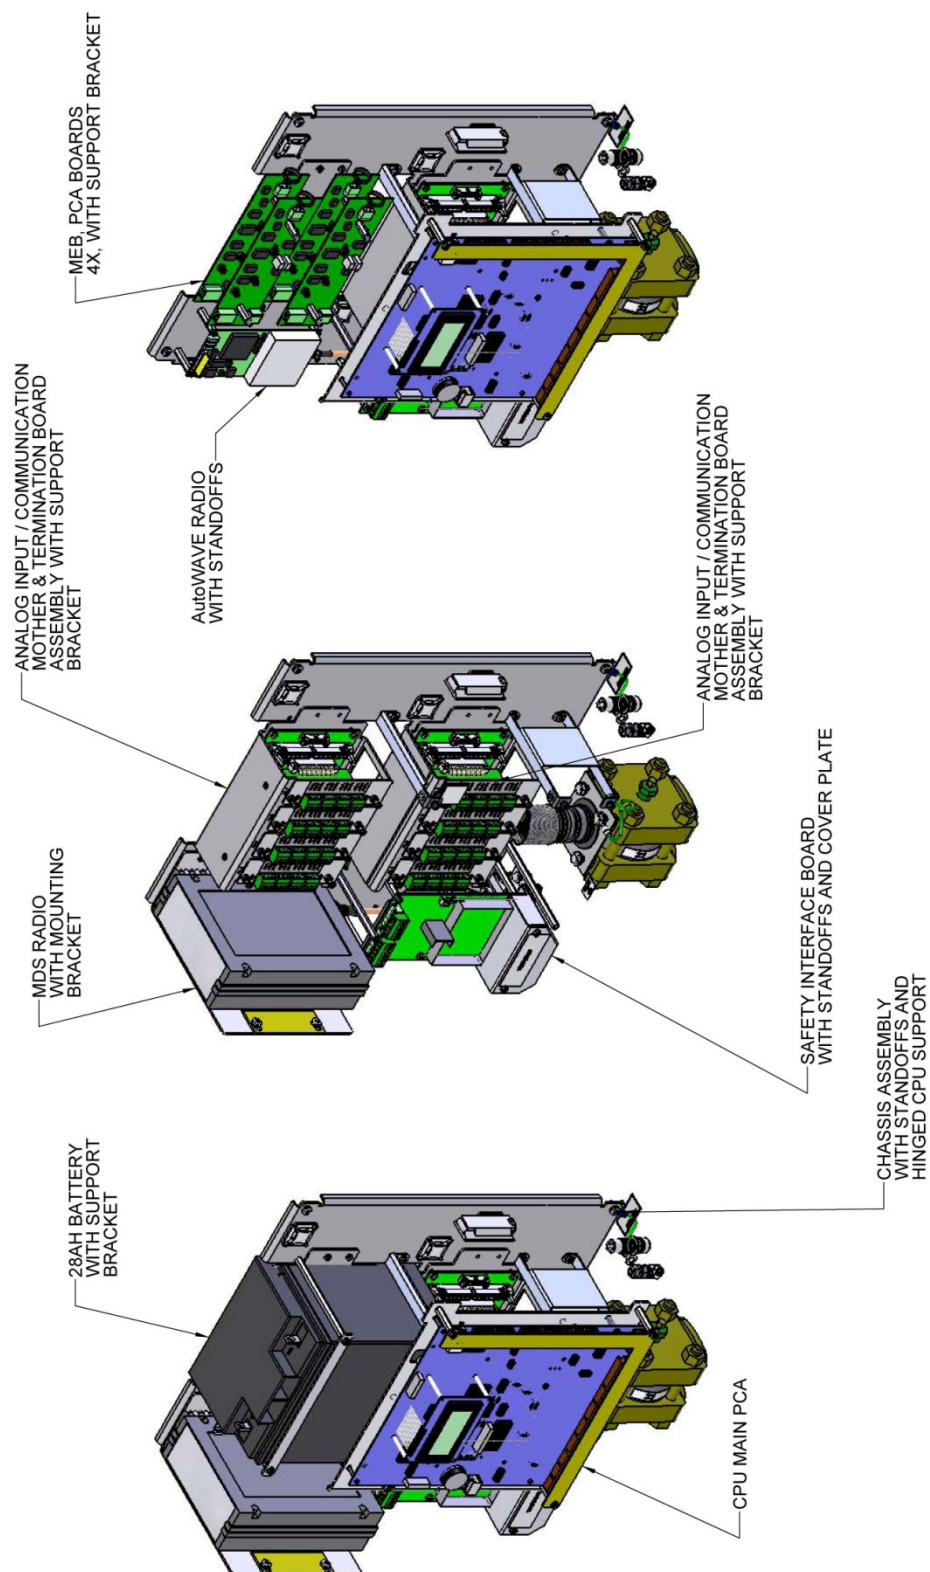 28AH BATTERY
WITH SUPPORT
BRACKET
CPU MAIN PCA
CHASSIS ASSEMBLY
WITH STANDOFFS AND
HINGED CPU SUPPORT
MDS RADIO
WITH MOUNTING
BRACKET
ANALOG INPUT / COMMUNICATION
MOTHER & TERMINATION BOARD
ASSEMBLY WITH SUPPORT
BRACKET
SAFETY INTERFACE BOARD
WITH STANDOFFS AND COVER PLATE
ANALOG INPUT / COMMUNICATION
MOTHER & TERMINATION BOARD
ASSEMBLY WITH SUPPORT
BRACKET
AutoWAVE RADIO
WITH STANDOFFS
MEB, PCA BOARDS
4X, WITH SUPPORT BRACKET